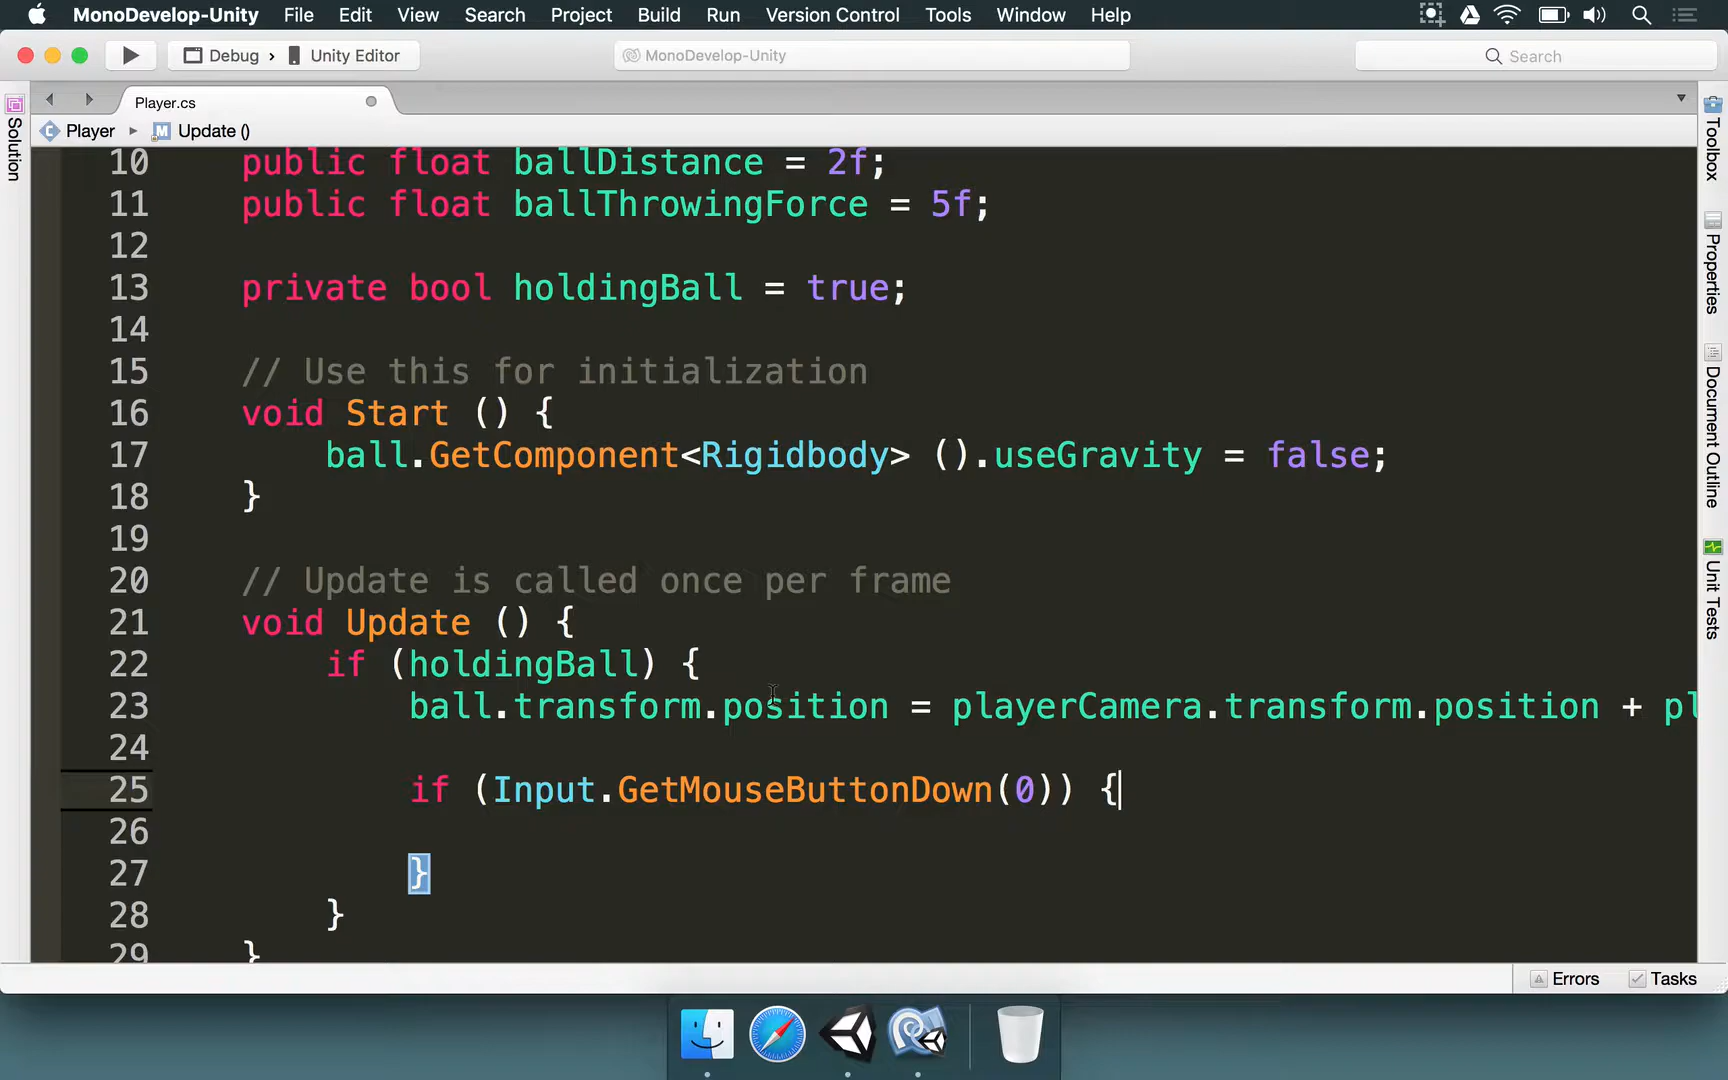 MonoDevelop-Unity File Edit View Search Project Build Run Version Control Tools Window Help
Debug › Unity Editor
MonoDevelop-Unity
Search
Player.cs
Player ▸ M Update ()
Solution
10 public float ballDistance = 2f;
11 public float ballThrowingForce = 5f;
12
13 private bool holdingBall = true;
14
15 // Use this for initialization
16 void Start () {
17 ball.GetComponent<Rigidbody> ().useGravity = false;
18 }
19
20 // Update is called once per frame
21 void Update () {
22 if (holdingBall) {
23 ball.transform.position = playerCamera.transform.position + pl
24
25 if (Input.GetMouseButtonDown(0)) {
26
27 }
28 }
29 }
Toolbox
Properties
Document Outline
Unit Tests
Errors Tasks